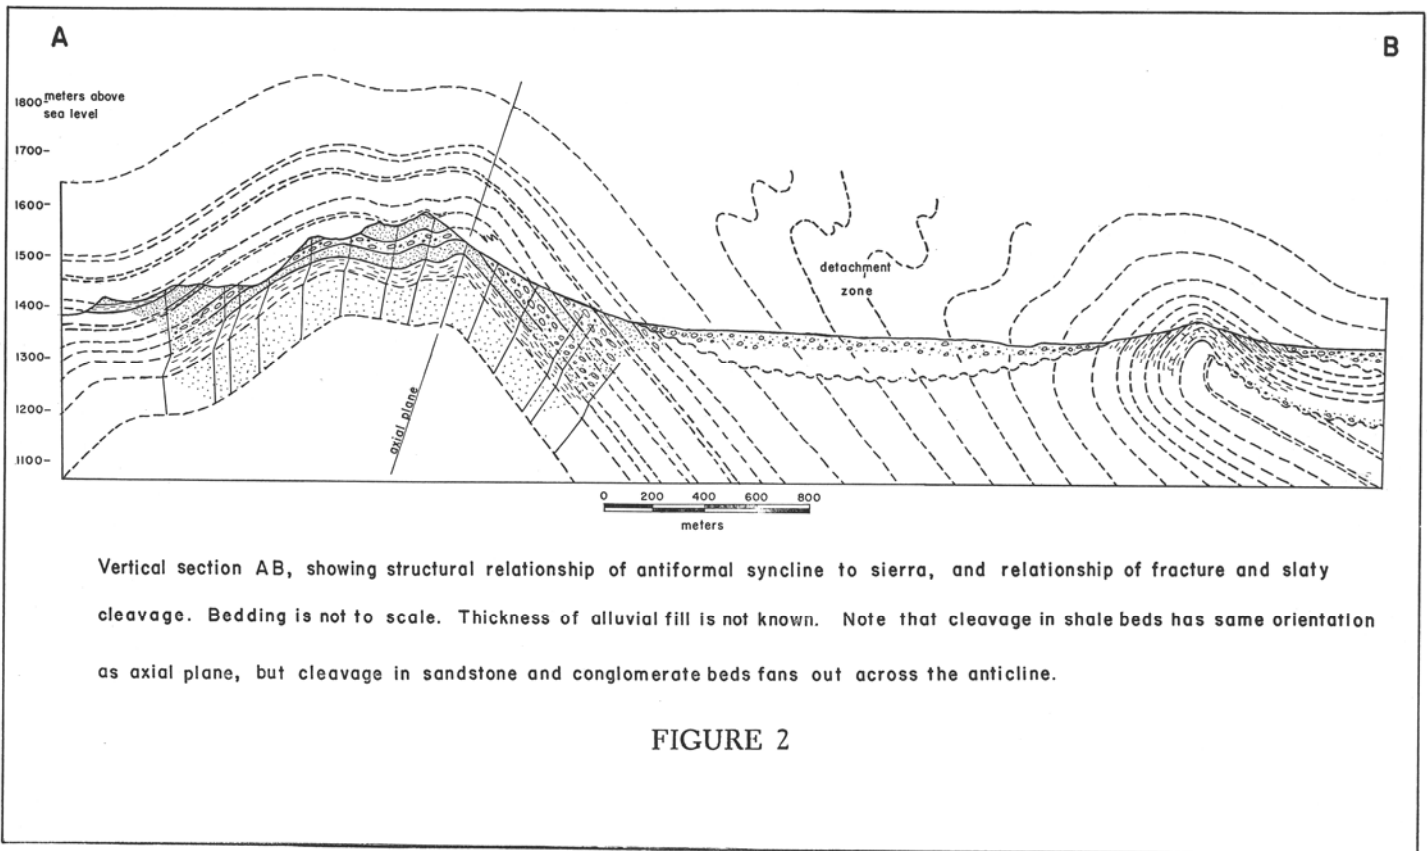 A
B
1800- meters above
sea level
1700-
1600-
1500-
1400-
1300-
1200-
1100-
detachment
zone
axial plane
0 200 400 600 800
meters
Vertical section AB, showing structural relationship of antiformal syncline to sierra, and relationship of fracture and slaty
cleavage. Bedding is not to scale. Thickness of alluvial fill is not known. Note that cleavage in shale beds has same orientation
as axial plane, but cleavage in sandstone and conglomerate beds fans out across the anticline.
FIGURE 2